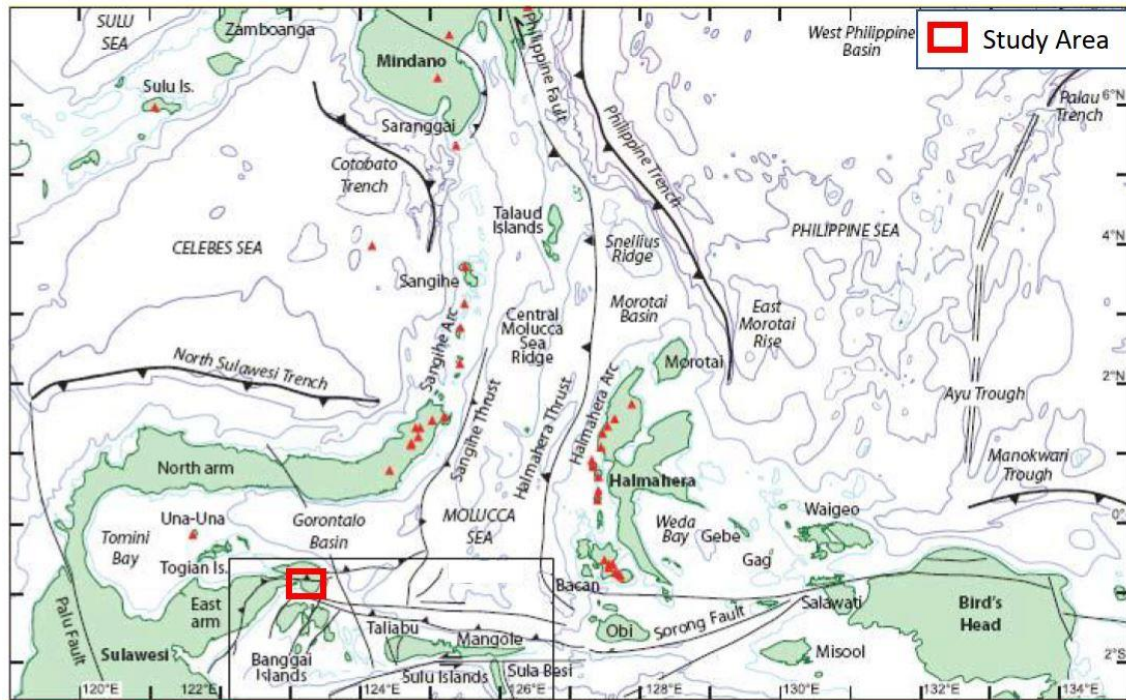 SULU
SEA
Zamboanga
Mindano
Philippine Fault
West Philippine
Basin
Study Area
Sulu Is.
Saranggai
Cotobato
Trench
Philippine Trench
Palau
Trench
6°N
Talaud
Islands
Snellius
Ridge
PHILIPPINE SEA
CELEBES SEA
4°N
Sangihe
Sangihe Arc
Central
Molucca
Sea
Ridge
Morotai
Basin
East
Morotai
Rise
North Sulawesi Trench
Morotai
2°N
Ayu Trough
Sangihe Thrust
Halmahera Thrust
Halmahera Arc
North arm
Halmahera
Manokwari
Trough
Una-Una
Tomini
Bay
Gorontalo
Basin
MOLUCCA
SEA
Weda
Bay
Gebe
Waigeo
0°
Togian Is.
Gag
Palu Fault
East
arm
Bacan
Salawati
Bird's
Head
Taliabu
Mangole
Obi
Sorong Fault
Sulawesi
Banggai
Islands
Sulu Islands
Sula Besi
Misool
2°S
120°E
122°E
124°E
126°E
128°E
130°E
132°E
134°E